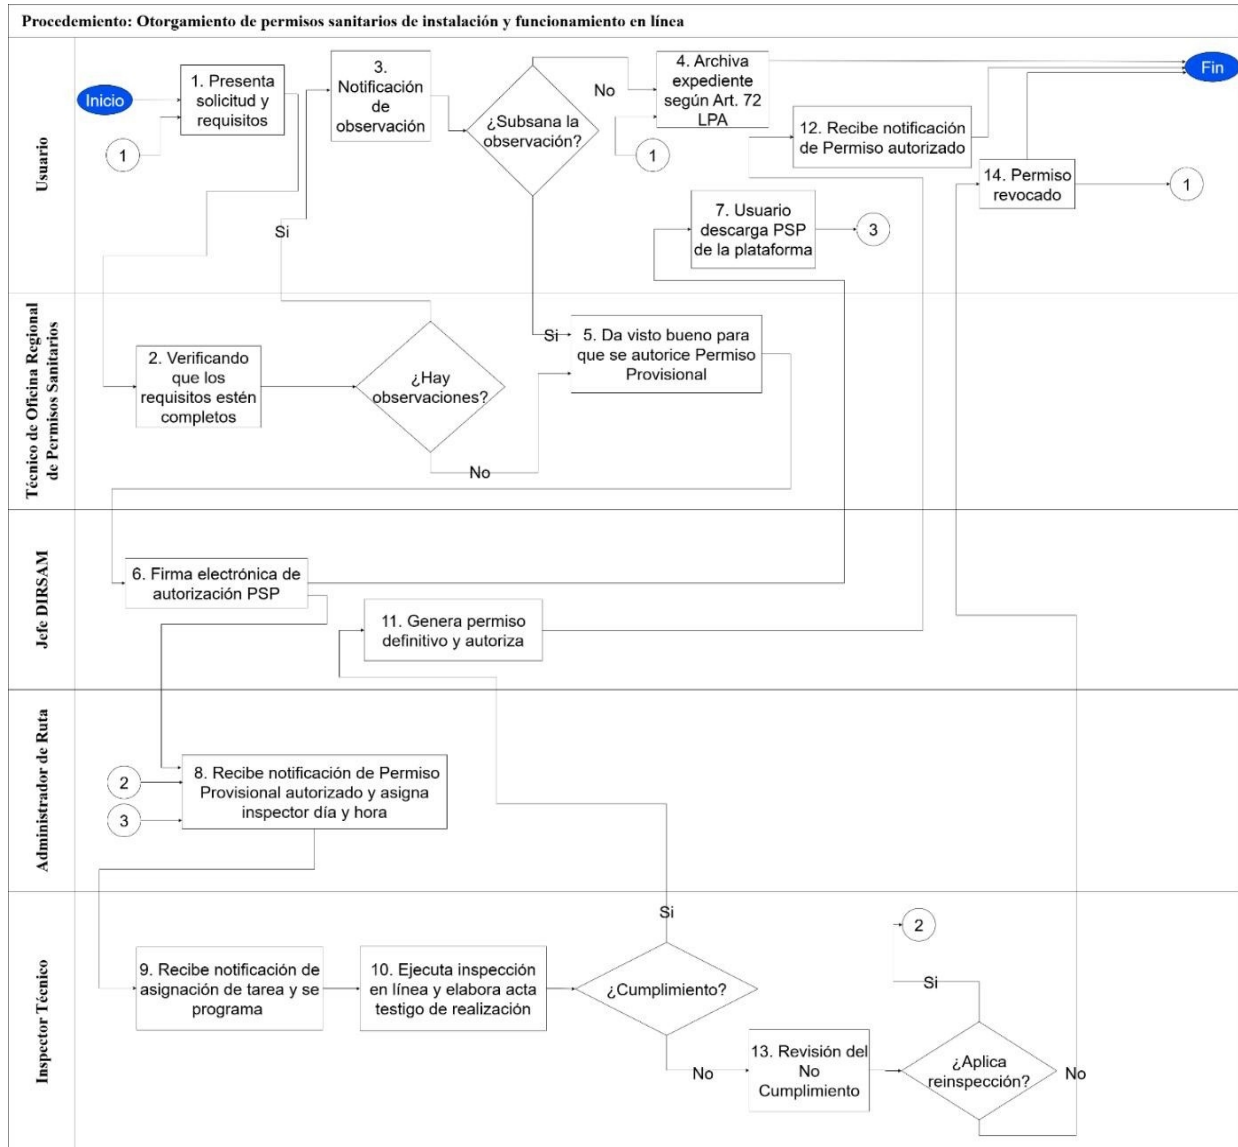 Procedemiento: Otorgamiento de permisos sanitarios de instalación y funcionamiento en línea
Usuario
Inicio
1
1. Presenta
solicitud y
requisitos
3.
Notificación
de
observación
¿Subsana la
observación?
No
4. Archiva
expediente
según Art. 72
LPA
1
Fin
12. Recibe notificación
de Permiso autorizado
14. Permiso
revocado
1
7. Usuario
descarga PSP
de la plataforma
3
Si
Técnico de Oficina Regional
de Permisos Sanitarios
2. Verificando
que los
requisitos estén
completos
¿Hay
observaciones?
No
Si
5. Da visto bueno para
que se autorice Permiso
Provisional
Jefe DIRSAM
6. Firma electrónica de
autorización PSP
11. Genera permiso
definitivo y autoriza
Administrador de Ruta
2
3
8. Recibe notificación de Permiso
Provisional autorizado y asigna
inspector día y hora
Inspector Técnico
9. Recibe notificación de
asignación de tarea y se
programa
10. Ejecuta inspección
en línea y elabora acta
testigo de realización
Si
¿Cumplimiento?
No
13. Revisión del
No
Cumplimiento
2
Si
¿Aplica
reinspección?
No